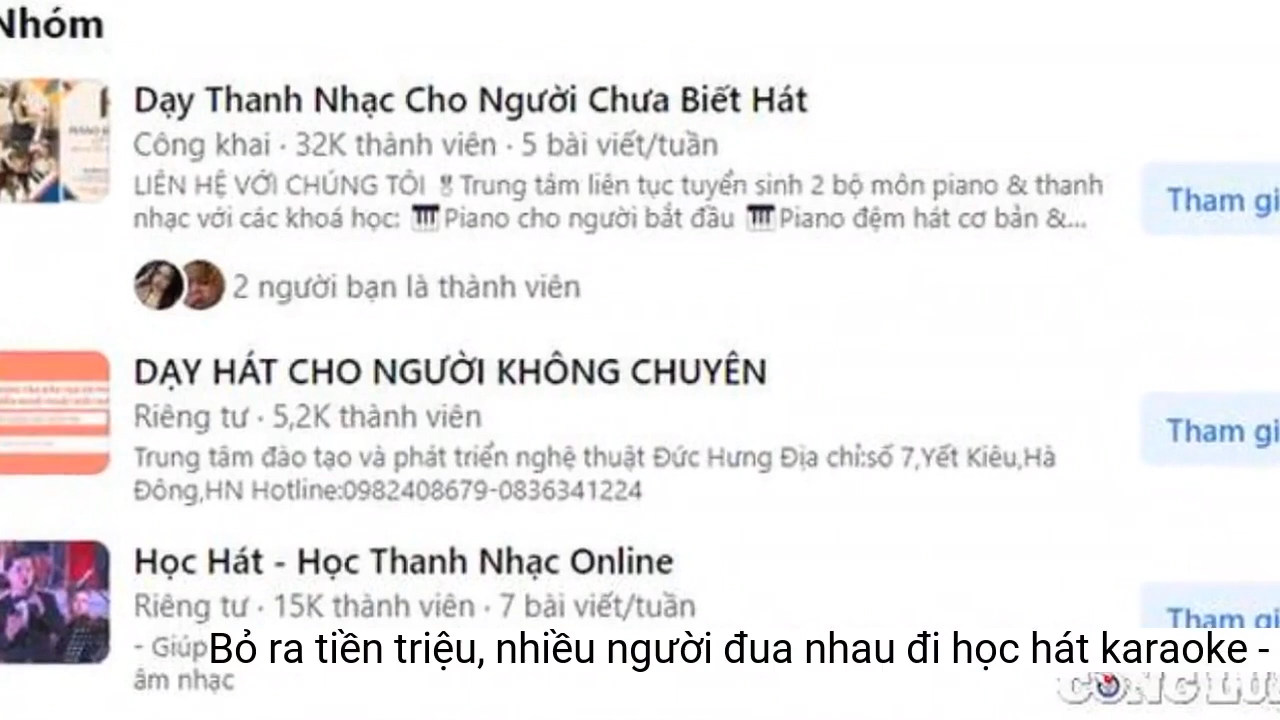 Nhóm
Dạy Thanh Nhạc Cho Người Chưa Biết Hát
Công khai · 32K thành viên · 5 bài viết/tuần
LIÊN HỆ VỚI CHÚNG TÔI 🎖Trung tâm liên tục tuyển sinh 2 bộ môn piano & thanh
nhạc với các khoá học: 🎹Piano cho người bắt đầu 🎹Piano đệm hát cơ bản &...
Tham gi
2 người bạn là thành viên
DẠY HÁT CHO NGƯỜI KHÔNG CHUYÊN
Riêng tư · 5,2K thành viên
Trung tâm đào tạo và phát triển nghệ thuật Đức Hưng Địa chỉ:số 7,Yết Kiêu,Hà
Đông,HN Hotline:0982408679-0836341224
Tham gi
Học Hát - Học Thanh Nhạc Online
Riêng tư · 15K thành viên · 7 bài viết/tuần
Tham gi
- Giúp
Bỏ ra tiền triệu, nhiều người đua nhau đi học hát karaoke -
âm nhạc